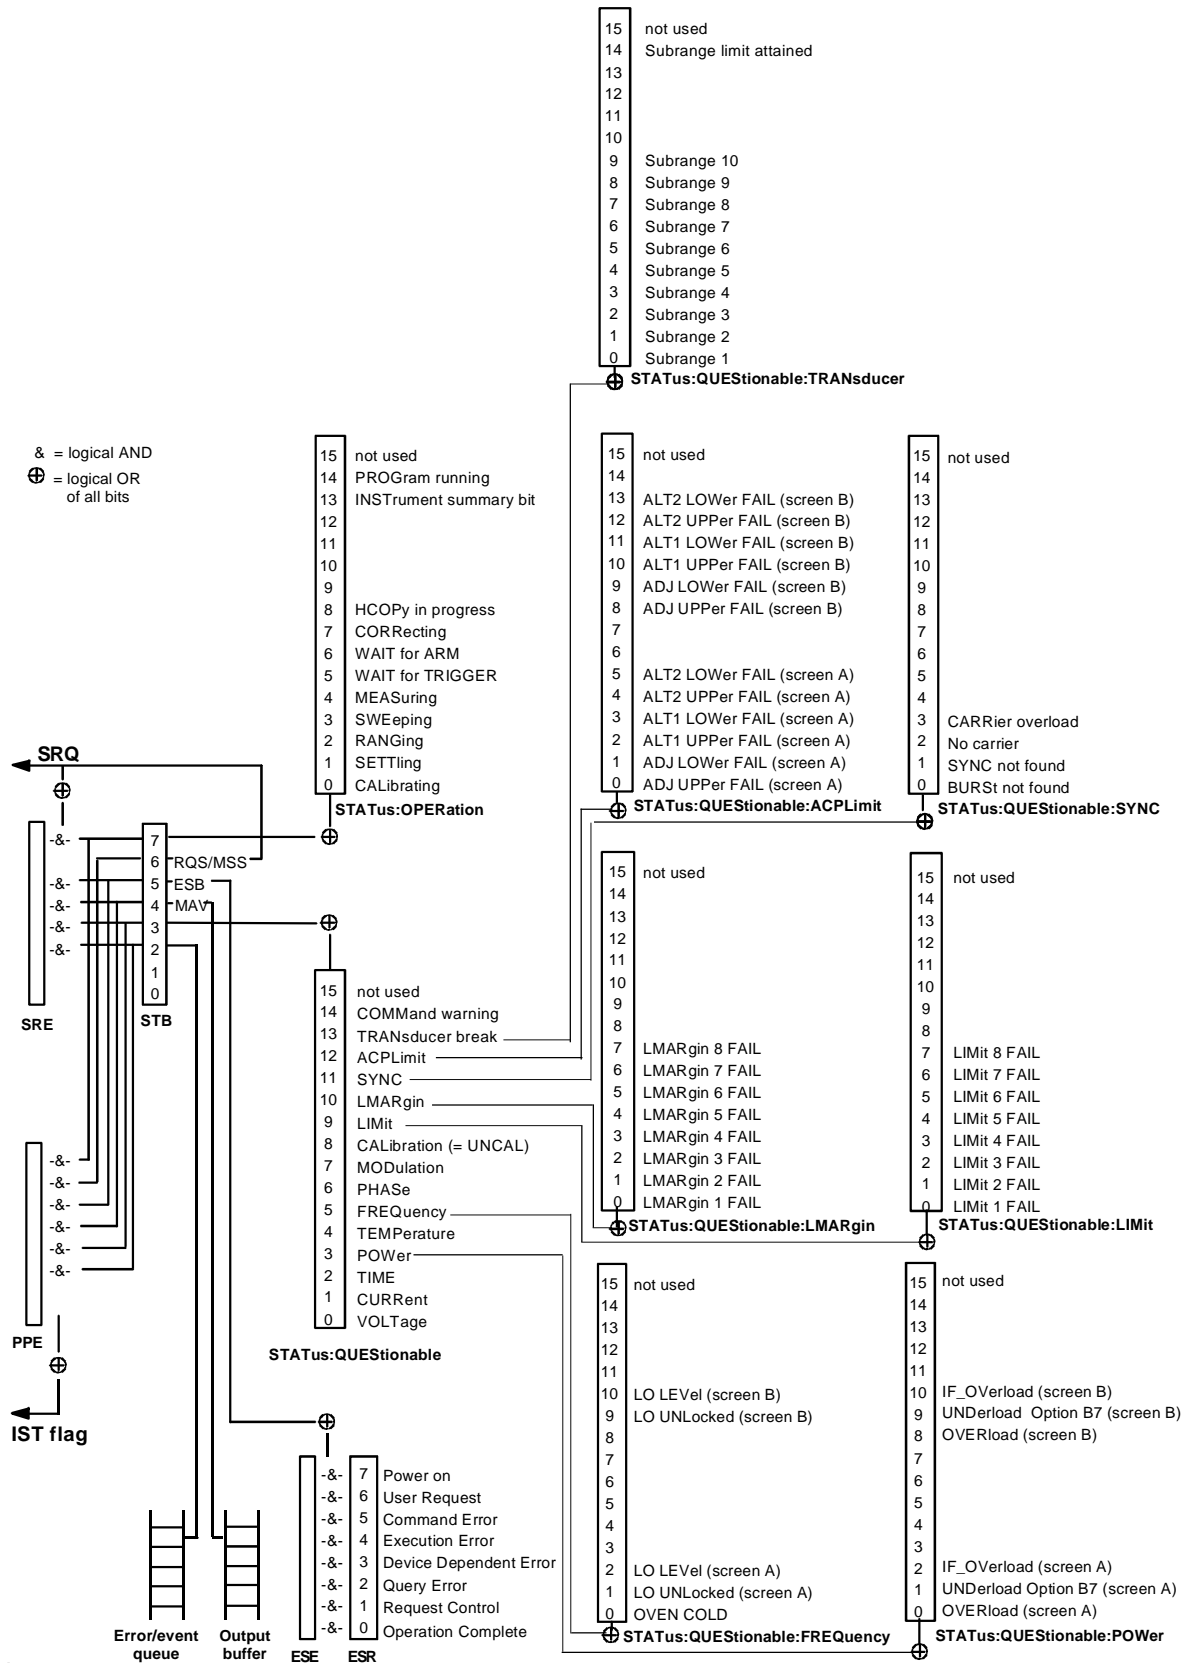 15 not used
14 Subrange limit attained
13
12
11
10
9 Subrange 10
8 Subrange 9
7 Subrange 8
6 Subrange 7
5 Subrange 6
4 Subrange 5
3 Subrange 4
2 Subrange 3
1 Subrange 2
0 Subrange 1
STATus:QUEStionable:TRANsducer
& = logical AND
⊕ = logical OR
of all bits
15 not used
14 PROGram running
13 INSTrument summary bit
12
11
10
9
8 HCOPy in progress
7 CORRecting
6 WAIT for ARM
5 WAIT for TRIGGER
4 MEASuring
3 SWEeping
2 RANGing
1 SETTling
0 CALibrating
STATus:OPERation
15 not used
14
13 ALT2 LOWer FAIL (screen B)
12 ALT2 UPPer FAIL (screen B)
11 ALT1 LOWer FAIL (screen B)
10 ALT1 UPPer FAIL (screen B)
9 ADJ LOWer FAIL (screen B)
8 ADJ UPPer FAIL (screen B)
7
6
5 ALT2 LOWer FAIL (screen A)
4 ALT2 UPPer FAIL (screen A)
3 ALT1 LOWer FAIL (screen A)
2 ALT1 UPPer FAIL (screen A)
1 ADJ LOWer FAIL (screen A)
0 ADJ UPPer FAIL (screen A)
STATus:QUEStionable:ACPLimit
15 not used
14
13
12
11
10
9
8
7
6
5
4
3 CARRier overload
2 No carrier
1 SYNC not found
0 BURSt not found
STATus:QUEStionable:SYNC
SRQ
-&-
-&-
-&-
-&-
-&-
SRE
7
6 RQS/MSS
5 ESB
4 MAV
3
2
1
0
STB
15 not used
14 COMMand warning
13 TRANsducer break
12 ACPLimit
11 SYNC
10 LMARgin
9 LIMit
8 CALibration (= UNCAL)
7 MODulation
6 PHASe
5 FREQuency
4 TEMPerature
3 POWer
2 TIME
1 CURRent
0 VOLTage
STATus:QUEStionable
15 not used
14
13
12
11
10
9
8
7 LMARgin 8 FAIL
6 LMARgin 7 FAIL
5 LMARgin 6 FAIL
4 LMARgin 5 FAIL
3 LMARgin 4 FAIL
2 LMARgin 3 FAIL
1 LMARgin 2 FAIL
0 LMARgin 1 FAIL
STATus:QUEStionable:LMARgin
15 not used
14
13
12
11
10
9
8
7 LIMit 8 FAIL
6 LIMit 7 FAIL
5 LIMit 6 FAIL
4 LIMit 5 FAIL
3 LIMit 4 FAIL
2 LIMit 3 FAIL
1 LIMit 2 FAIL
0 LIMit 1 FAIL
STATus:QUEStionable:LIMit
-&-
-&-
-&-
-&-
-&-
-&-
PPE
IST flag
15 not used
14
13
12
11
10 LO LEVel (screen B)
9 LO UNLocked (screen B)
8
7
6
5
4
3
2 LO LEVel (screen A)
1 LO UNLocked (screen A)
0 OVEN COLD
STATus:QUEStionable:FREQuency
15 not used
14
13
12
11
10 IF_OVerload (screen B)
9 UNDerload Option B7 (screen B)
8 OVERload (screen B)
7
6
5
4
3
2 IF_OVerload (screen A)
1 UNDerload Option B7 (screen A)
0 OVERload (screen A)
STATus:QUEStionable:POWer
-&- 7 Power on
-&- 6 User Request
-&- 5 Command Error
-&- 4 Execution Error
-&- 3 Device Dependent Error
-&- 2 Query Error
-&- 1 Request Control
-&- 0 Operation Complete
ESE ESR
Error/event
queue
Output
buffer